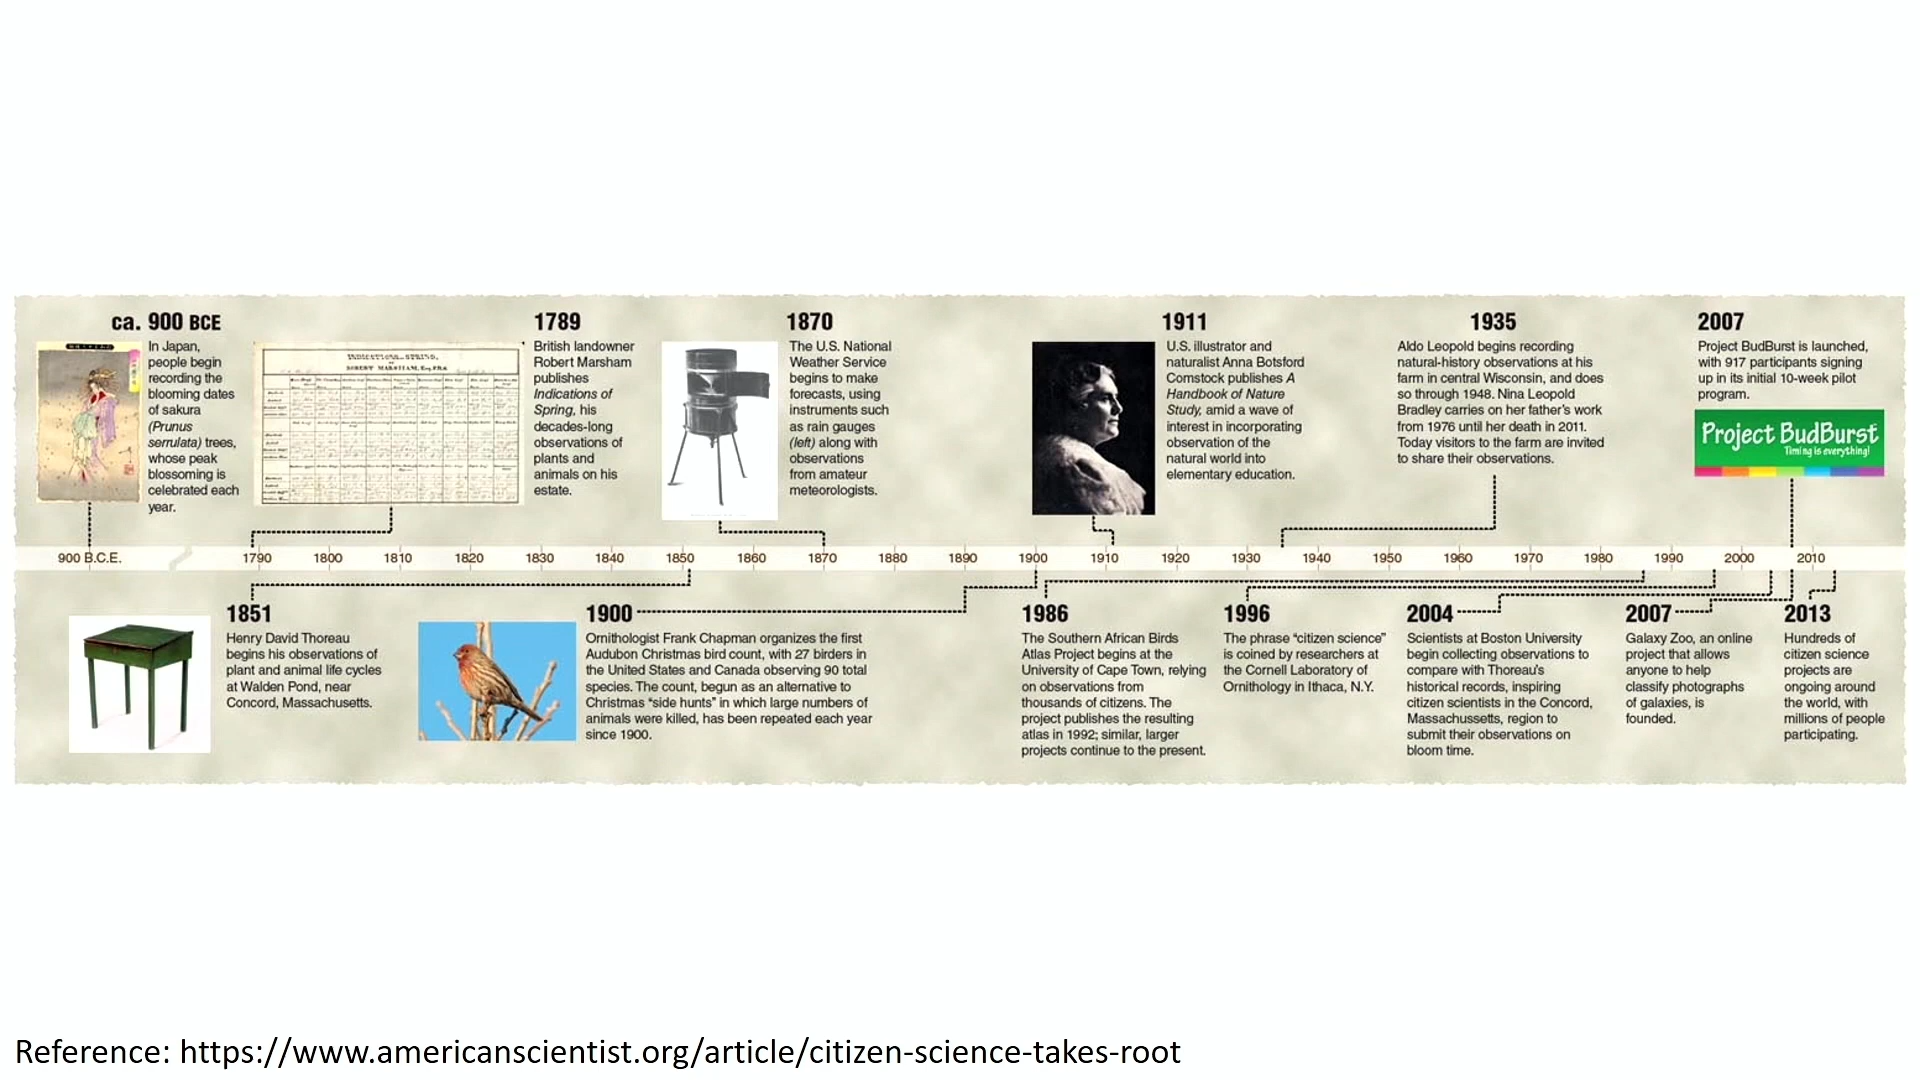 ca. 900 BCE
In Japan,
people begin
recording the
blooming dates
of sakura
(Prunus
serrulata) trees,
whose peak
blossoming is
celebrated each
year.
ROBERT MARSHAM, Esq. F.R.S.
1789
British landowner
Robert Marsham
publishes
Indications of
Spring, his
decades-long
observations of
plants and
animals on his
estate.
1870
The U.S. National
Weather Service
begins to make
forecasts, using
instruments such
as rain gauges
(left) along with
observations
from amateur
meteorologists.
1911
U.S. illustrator and
naturalist Anna Botsford
Comstock publishes A
Handbook of Nature
Study, amid a wave of
interest in incorporating
observation of the
natural world into
elementary education.
1935
Aldo Leopold begins recording
natural-history observations at his
farm in central Wisconsin, and does
so through 1948. Nina Leopold
Bradley carries on her father's work
from 1976 until her death in 2011.
Today visitors to the farm are invited
to share their observations.
2007
Project BudBurst is launched,
with 917 participants signing
up in its initial 10-week pilot
program.
Project BudBurst
Timing is everything!
900 B.C.E. 1790 1800 1810 1820 1830 1840 1850 1860 1870 1880 1890 1900 1910 1920 1930 1940 1950 1960 1970 1980 1990 2000 2010
1851
Henry David Thoreau
begins his observations of
plant and animal life cycles
at Walden Pond, near
Concord, Massachusetts.
1900
Ornithologist Frank Chapman organizes the first
Audubon Christmas bird count, with 27 birders in
the United States and Canada observing 90 total
species. The count, begun as an alternative to
Christmas "side hunts" in which large numbers of
animals were killed, has been repeated each year
since 1900.
1986
The Southern African Birds
Atlas Project begins at the
University of Cape Town, relying
on observations from
thousands of citizens. The
project publishes the resulting
atlas in 1992; similar, larger
projects continue to the present.
1996
The phrase "citizen science"
is coined by researchers at
the Cornell Laboratory of
Ornithology in Ithaca, N.Y.
2004
Scientists at Boston University
begin collecting observations to
compare with Thoreau's
historical records, inspiring
citizen scientists in the Concord,
Massachussetts, region to
submit their observations on
bloom time.
2007
Galaxy Zoo, an online
project that allows
anyone to help
classify photographs
of galaxies, is
founded.
2013
Hundreds of
citizen science
projects are
ongoing around
the world, with
millions of people
participating.
Reference: https://www.americanscientist.org/article/citizen-science-takes-root